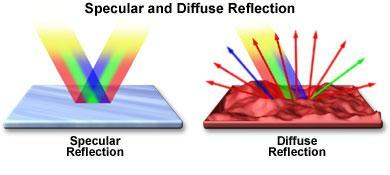 Specular and Diffuse Reflection
Specular
Reflection
Diffuse
Reflection